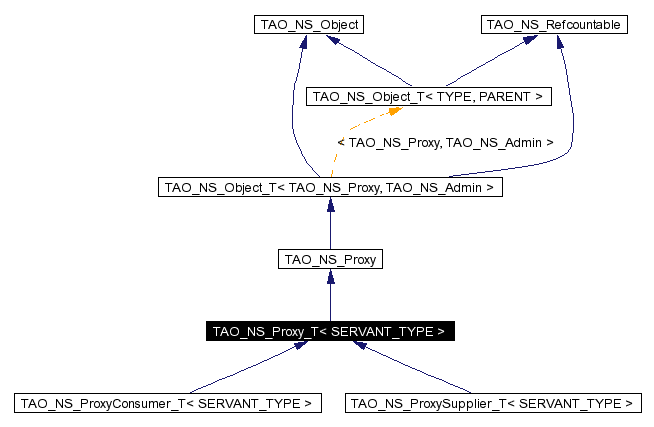 TAO_NS_Object
TAO_NS_Refcountable
TAO_NS_Object_T< TYPE, PARENT >
< TAO_NS_Proxy, TAO_NS_Admin >
TAO_NS_Object_T< TAO_NS_Proxy, TAO_NS_Admin >
TAO_NS_Proxy
TAO_NS_Proxy_T< SERVANT_TYPE >
TAO_NS_ProxyConsumer_T< SERVANT_TYPE >
TAO_NS_ProxySupplier_T< SERVANT_TYPE >